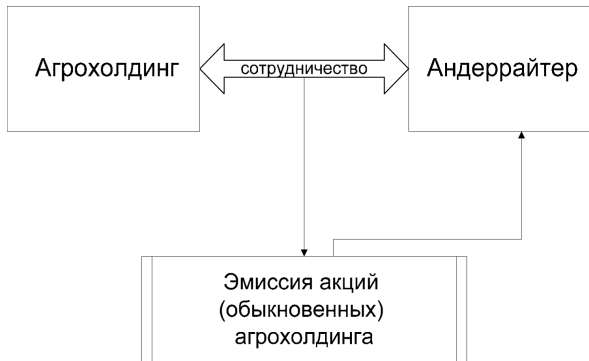 Агрохолдинг
сотрудничество
Андеррайтер
Эмиссия акций
(обыкновенных)
агрохолдинга